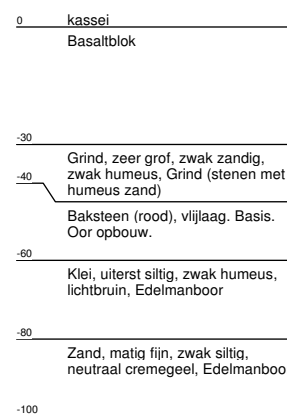 0 kassei
Basaltblok
-30
Grind, zeer grof, zwak zandig,
-40 zwak humeus, Grind (stenen met
humeus zand)
Baksteen (rood), vlijlaag. Basis.
Oor opbouw.
-60
Klei, uiterst siltig, zwak humeus,
lichtbruin, Edelmanboor
-80
Zand, matig fijn, zwak siltig,
neutraal cremegeel, Edelmanboo
-100